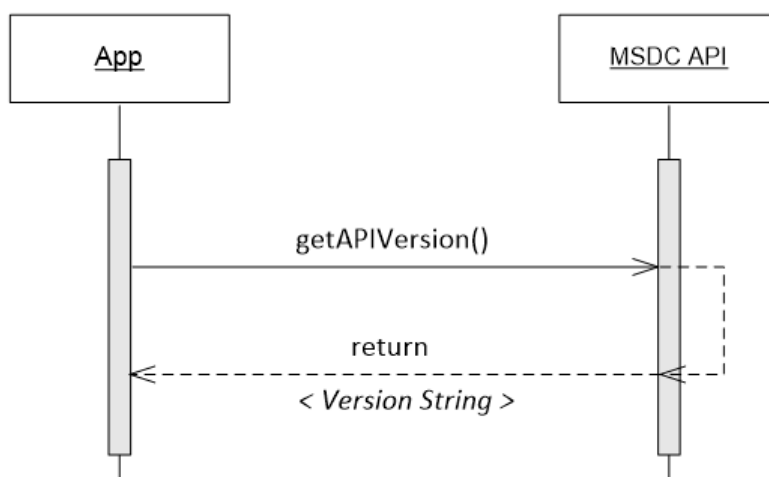 App
MSDC API
getAPIVersion()
return
< Version String >